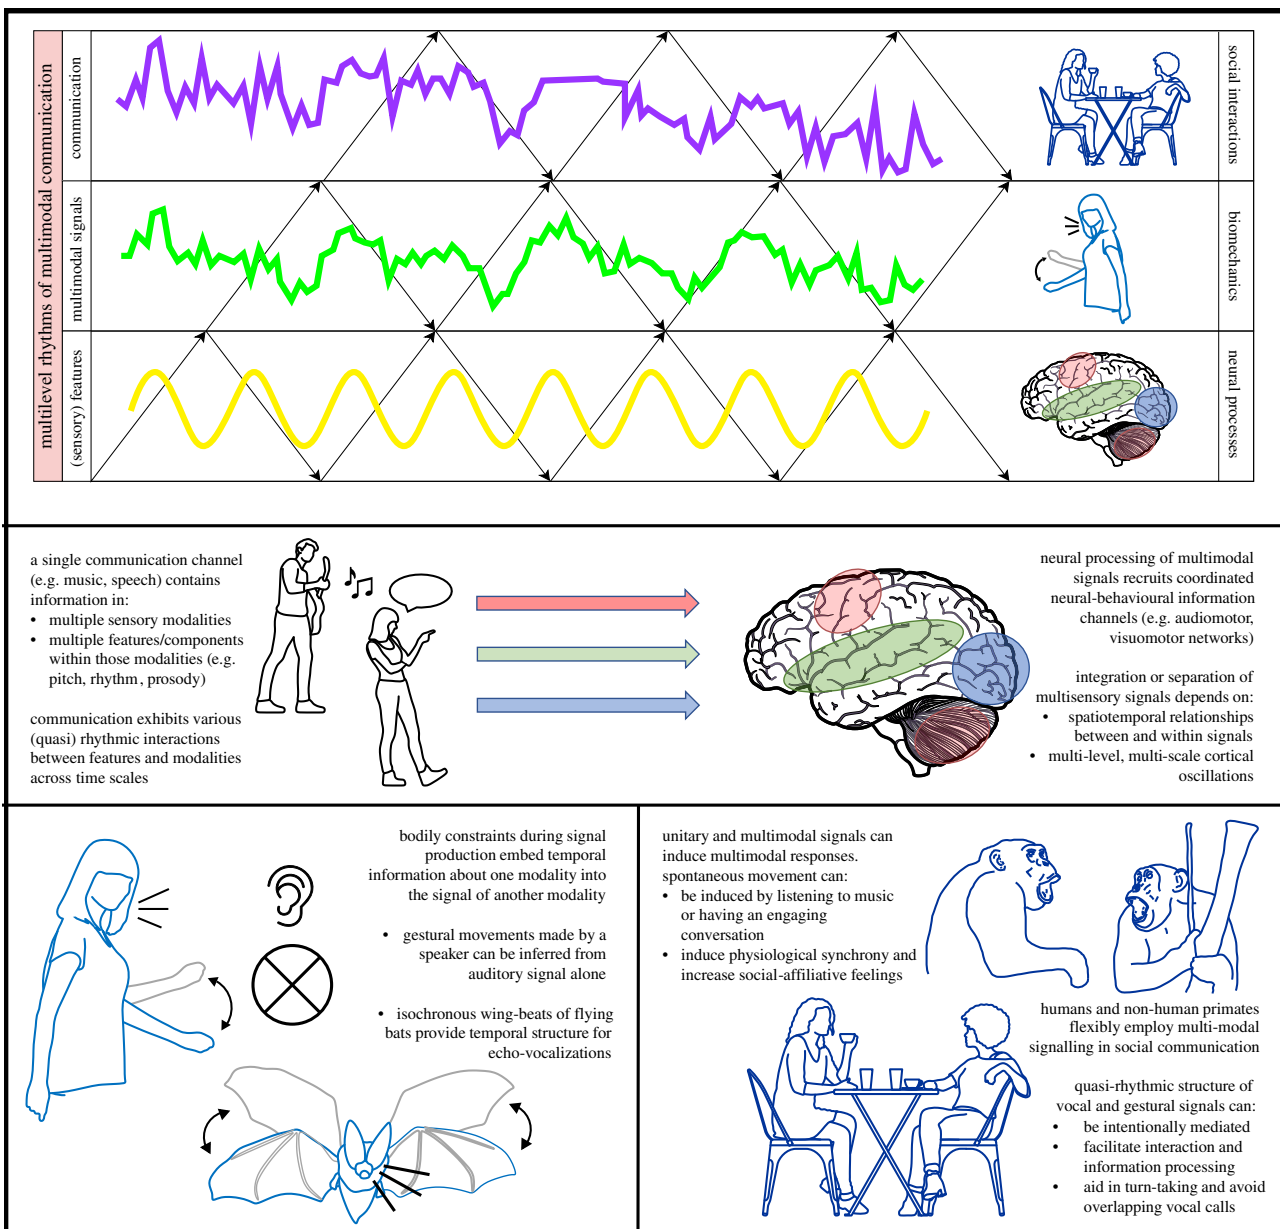 multilevel rhythms of multimodal communication
communication
social interactions
multimodal signals
biomechanics
(sensory) features
neural processes
a single communication channel
(e.g. music, speech) contains
information in:
• multiple sensory modalities
• multiple features/components
within those modalities (e.g.
pitch, rhythm, prosody)
communication exhibits various
(quasi) rhythmic interactions
between features and modalities
across time scales
neural processing of multimodal
signals recruits coordinated
neural-behavioural information
channels (e.g. audiomotor,
visuomotor networks)
integration or separation of
multisensory signals depends on:
• spatiotemporal relationships
between and within signals
• multi-level, multi-scale cortical
oscillations
bodily constraints during signal
production embed temporal
information about one modality into
the signal of another modality
• gestural movements made by a
speaker can be inferred from
auditory signal alone
• isochronous wing-beats of flying
bats provide temporal structure for
echo-vocalizations
unitary and multimodal signals can
induce multimodal responses.
spontaneous movement can:
• be induced by listening to music
or having an engaging
conversation
• induce physiological synchrony and
increase social-affiliative feelings
humans and non-human primates
flexibly employ multi-modal
signalling in social communication
quasi-rhythmic structure of
vocal and gestural signals can:
• be intentionally mediated
• facilitate interaction and
information processing
• aid in turn-taking and avoid
overlapping vocal calls